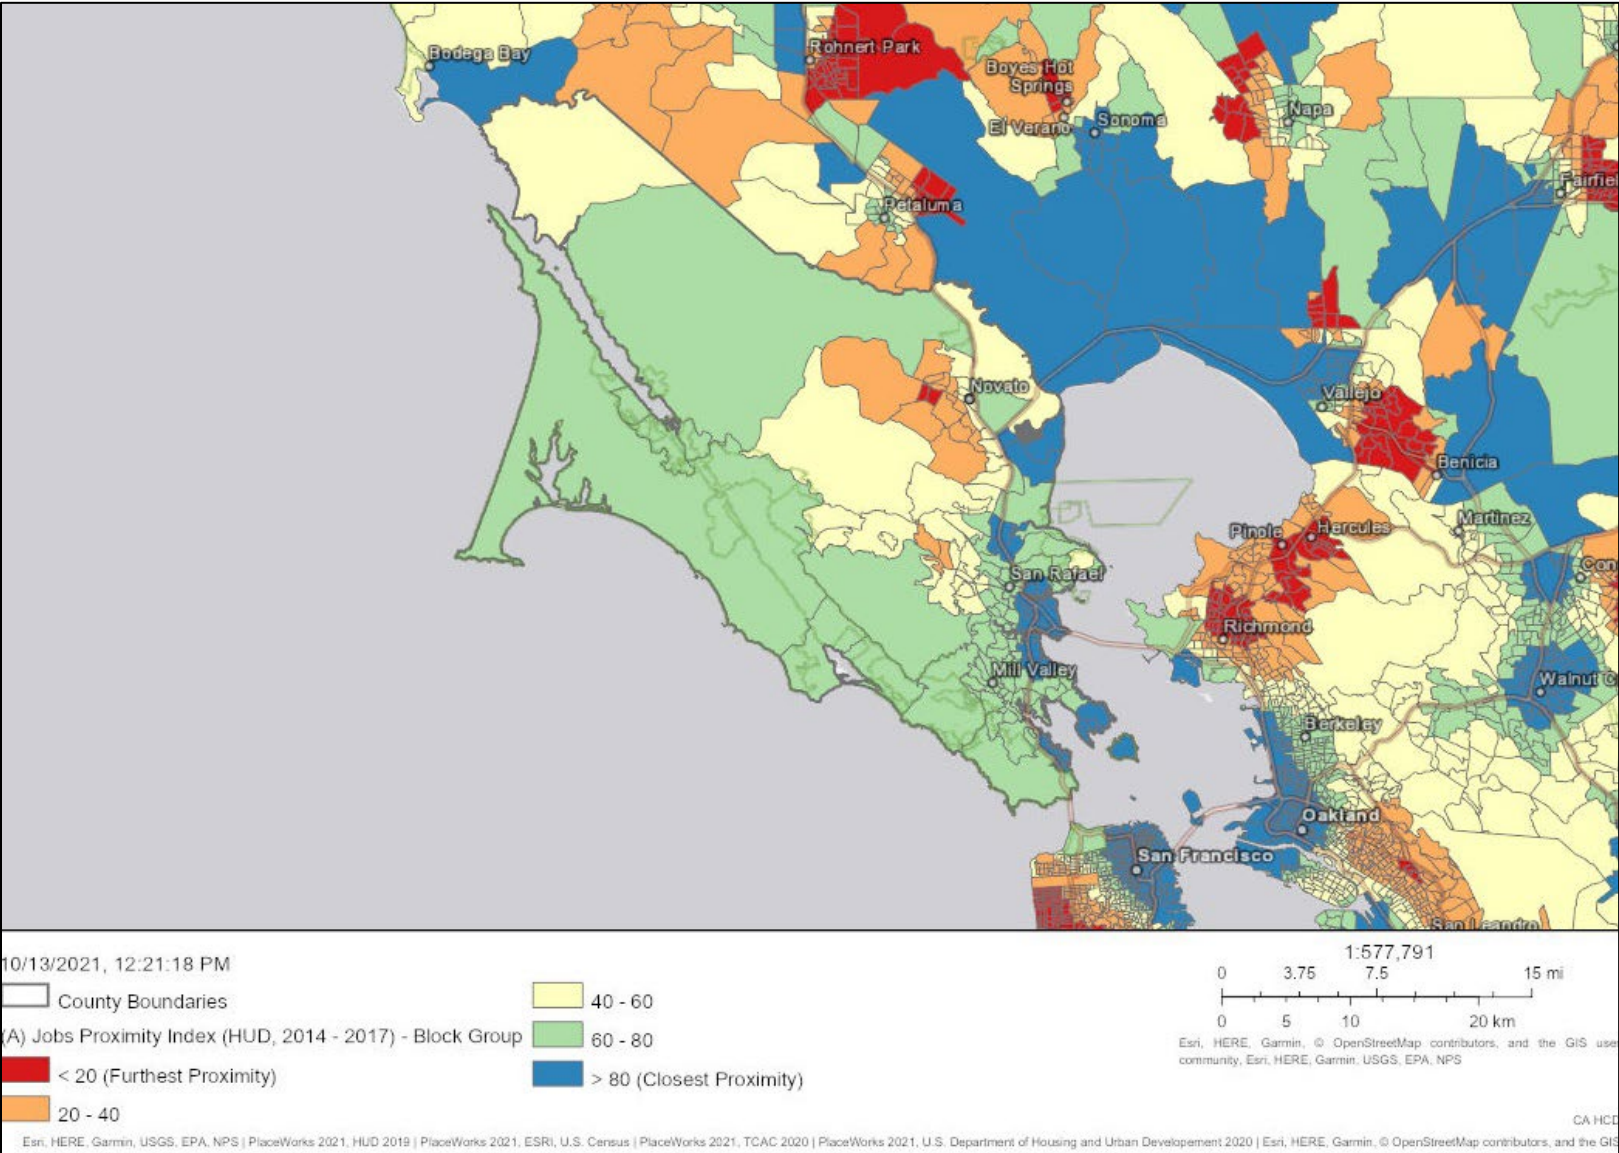 Bodega Bay
Rohnert Park
Boyes Hot
Springs
El Verano
Sonoma
Napa
Fairfie
Petaluma
Novato
Vallejo
Benicia
Pinole
Hercules
Martinez
San Rafael
Con
Richmond
Mill Valley
Walnut C
Berkeley
Oakland
San Francisco
San Leandro
10/13/2021, 12:21:18 PM
County Boundaries
(A) Jobs Proximity Index (HUD, 2014 - 2017) - Block Group
< 20 (Furthest Proximity)
20 - 40
40 - 60
60 - 80
> 80 (Closest Proximity)
1:577,791
0 3.75 7.5 15 mi
0 5 10 20 km
Esri, HERE, Garmin, © OpenStreetMap contributors, and the GIS use
community, Esri, HERE, Garmin, USGS, EPA, NPS
CA HCD
Esri, HERE, Garmin, USGS, EPA, NPS | PlaceWorks 2021, HUD 2019 | PlaceWorks 2021, ESRI, U.S. Census | PlaceWorks 2021, TCAC 2020 | PlaceWorks 2021, U.S. Department of Housing and Urban Developement 2020 | Esri, HERE, Garmin, © OpenStreetMap contributors, and the GIS